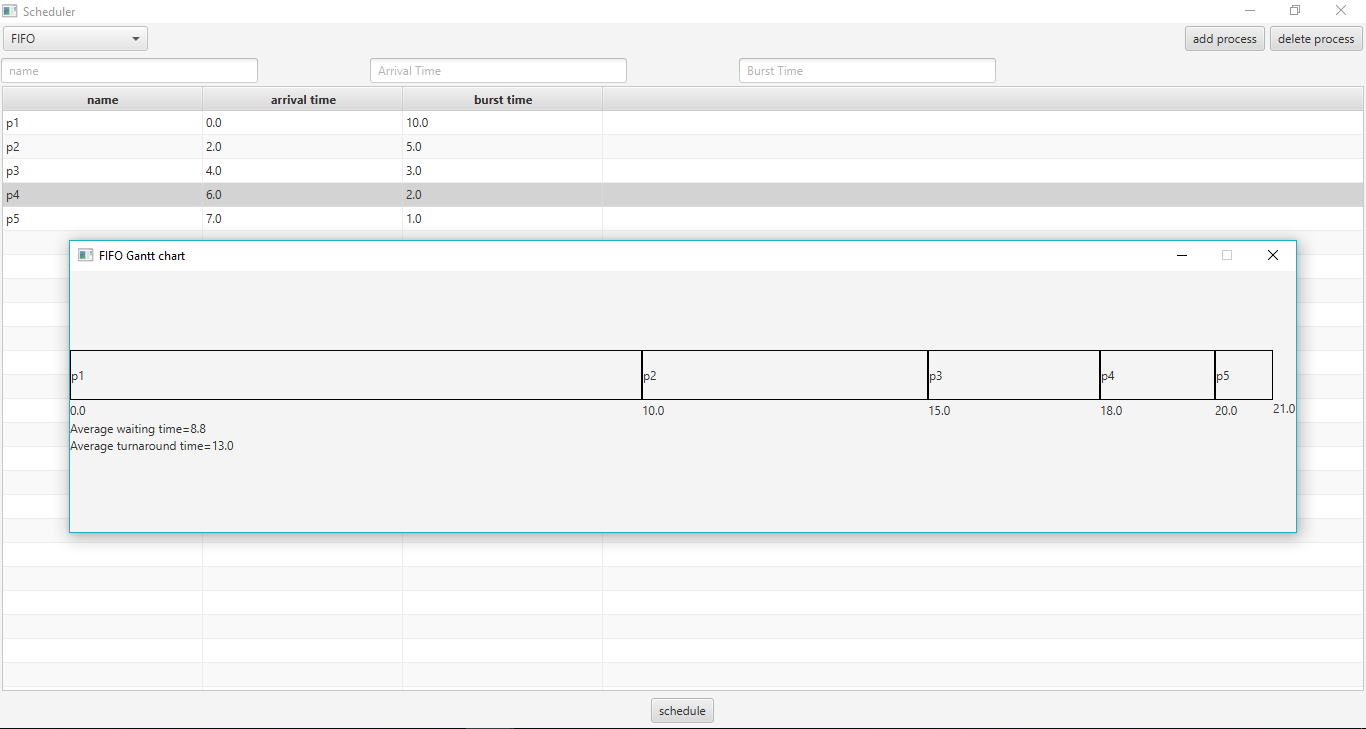 Scheduler
FIFO add process delete process
name Arrival Time Burst Time
name arrival time burst time
p1 0.0 10.0
p2 2.0 5.0
p3 4.0 3.0
p4 6.0 2.0
p5 7.0 1.0
FIFO Gantt chart
p1 p2 p3 p4 p5
0.0 10.0 15.0 18.0 20.0 21.0
Average waiting time=8.8
Average turnaround time=13.0
schedule